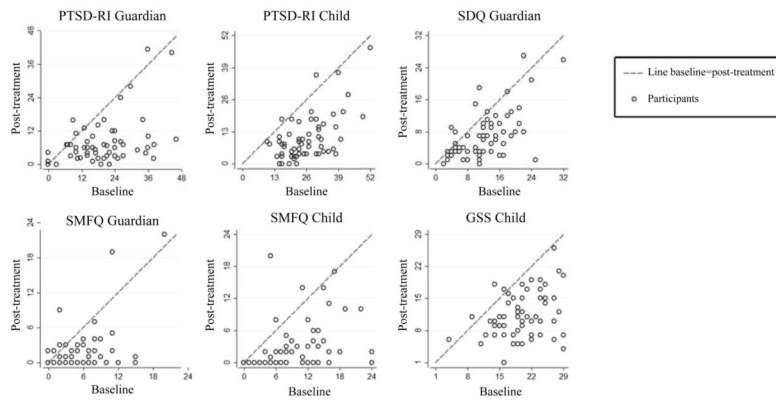 PTSD-RI Guardian
48
36
24
12
0
Post-treatment
0 12 24 36 48
Baseline
PTSD-RI Child
52
39
26
13
0
Post-treatment
0 13 26 39 52
Baseline
SDQ Guardian
32
24
16
8
0
Post-treatment
0 8 16 24 32
Baseline
Line baseline=post-treatment
Participants
SMFQ Guardian
24
18
12
6
0
Post-treatment
0 6 12 18 24
Baseline
SMFQ Child
24
18
12
6
0
Post-treatment
0 6 12 18 24
Baseline
GSS Child
29
22
15
8
1
Post-treatment
1 8 15 22 29
Baseline